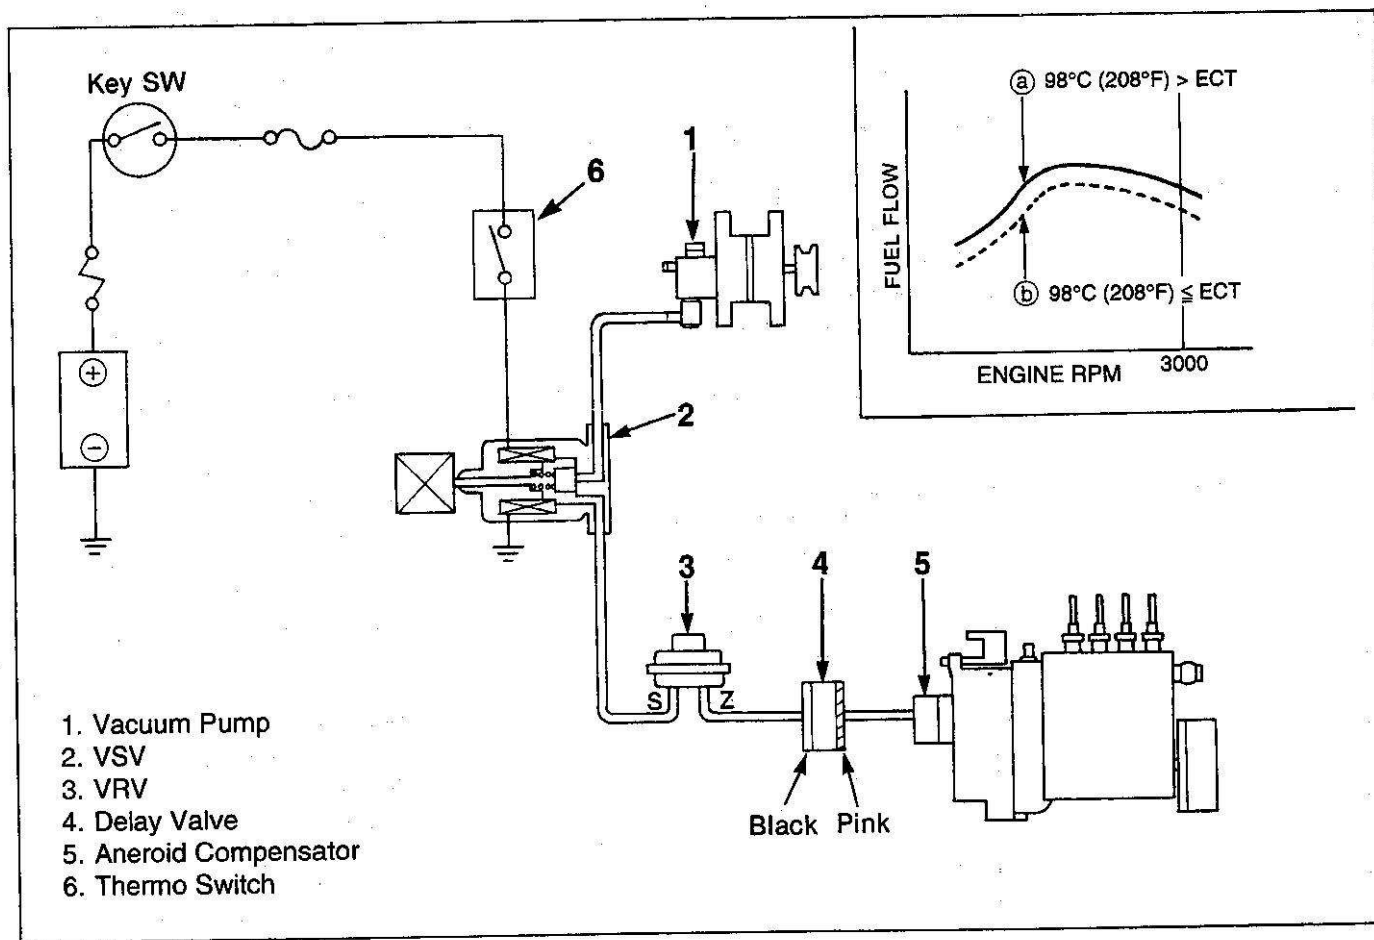 Key SW
6
1
ⓐ 98°C (208°F) > ECT
FUEL FLOW
ⓑ 98°C (208°F) ≦ ECT
ENGINE RPM
3000
+
−
2
3
4
5
S
Z
Black
Pink
1. Vacuum Pump
2. VSV
3. VRV
4. Delay Valve
5. Aneroid Compensator
6. Thermo Switch